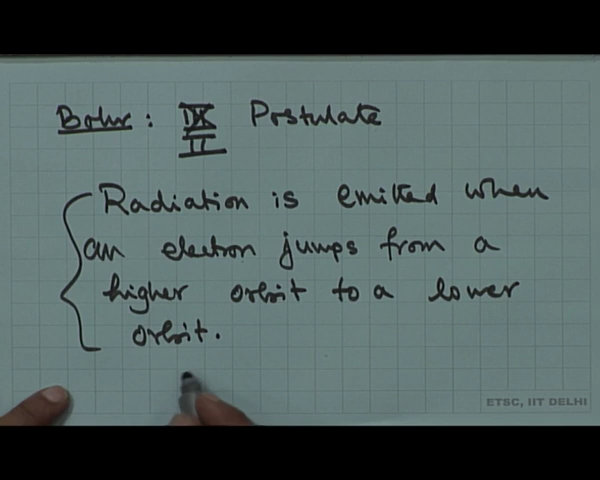 Bohr: II Postulate
Radiation is emitted when
an electron jumps from a
higher orbit to a lower
orbit.
ETSC, IIT DELHI